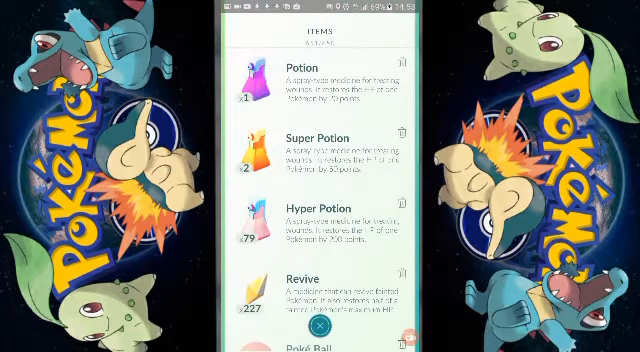 69% 14:53
ITEMS
Potion
A spray-type medicine for treating
wounds. It restores the HP of one
Pokémon by 20 points.
x1
Super Potion
A spray-type medicine for treating
wounds. It restores the HP of one
Pokémon by 50 points.
x2
Hyper Potion
A spray-type medicine for treating
wounds. It restores the HP of one
Pokémon by 200 points.
x79
Revive
A medicine that can revive fainted
Pokémon. It also restores half of a
fainted Pokémon's maximum HP.
x227
Poké Ball
Pokémon
Pokémon